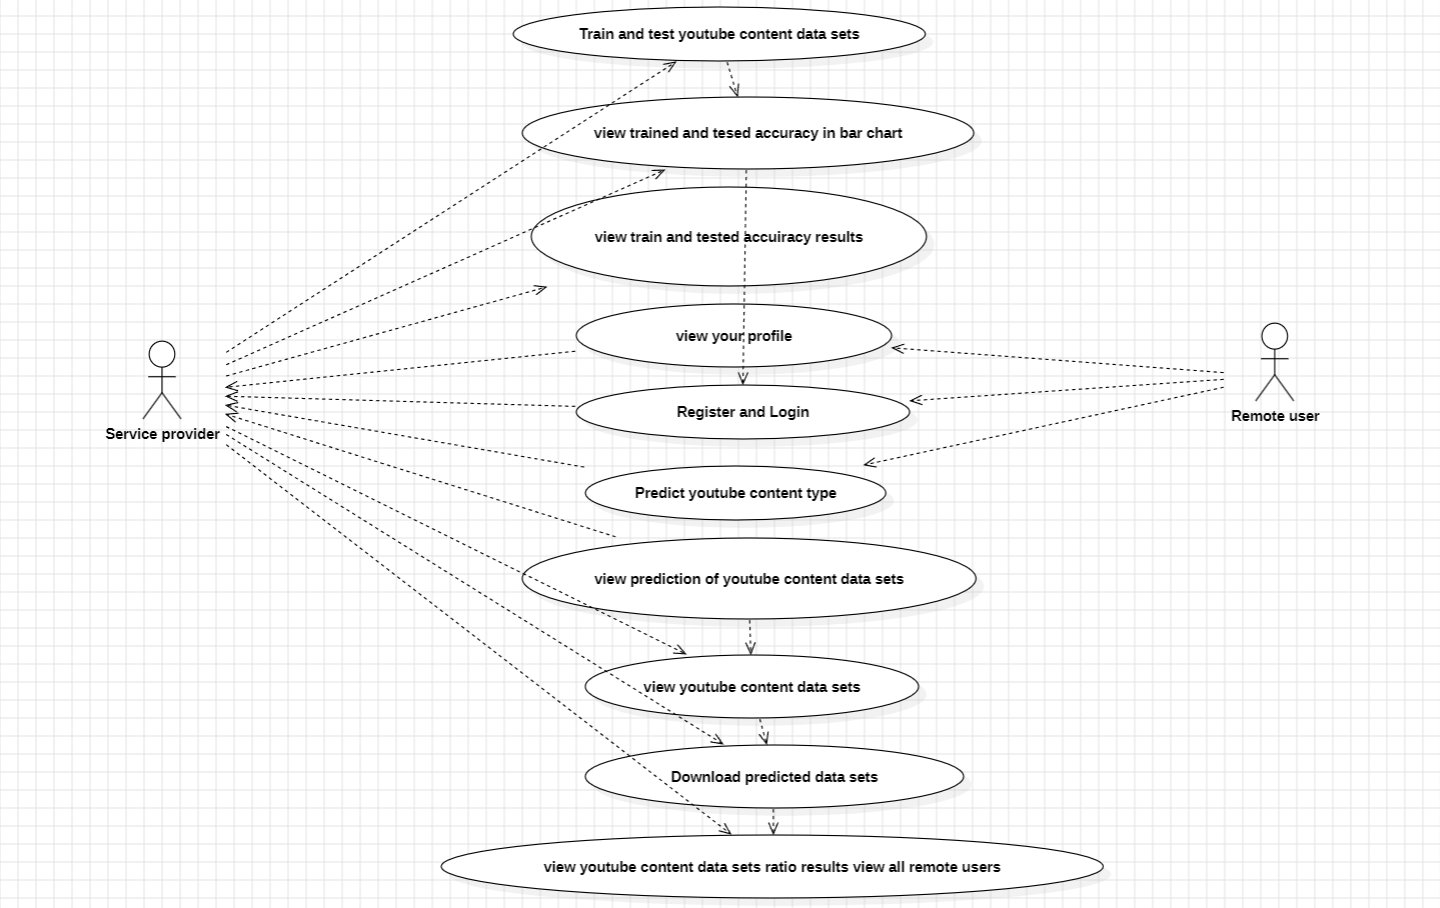 Train and test youtube content data sets
view trained and tesed accuracy in bar chart
view train and tested accuiracy results
view your profile
Register and Login
Service provider
Remote user
Predict youtube content type
view prediction of youtube content data sets
view youtube content data sets
Download predicted data sets
view youtube content data sets ratio results view all remote users